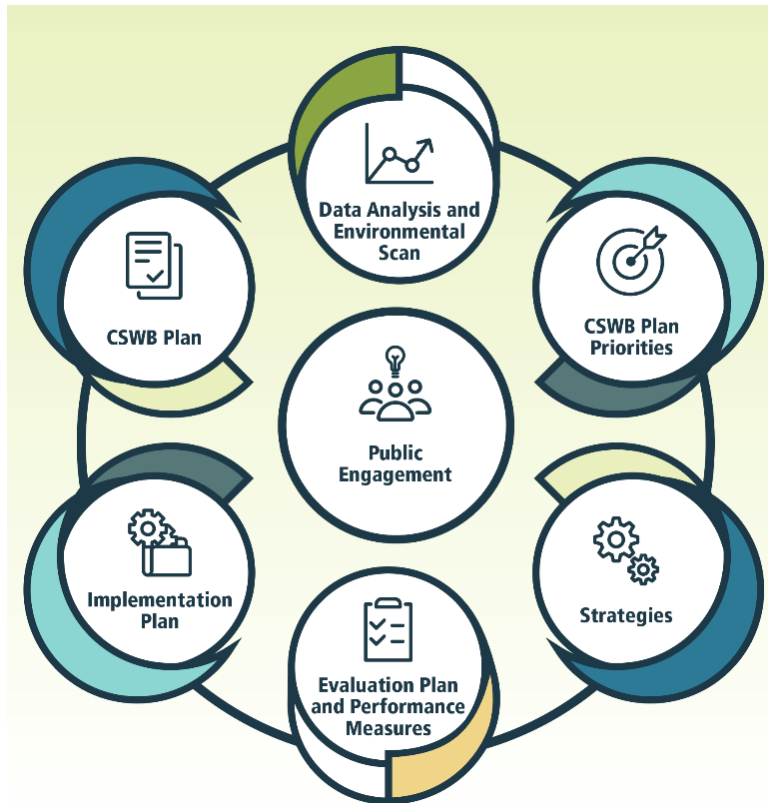 Data Analysis and
Environmental
Scan
CSWB Plan
Priorities
Strategies
Evaluation Plan
and Performance
Measures
Implementation
Plan
CSWB Plan
Public
Engagement